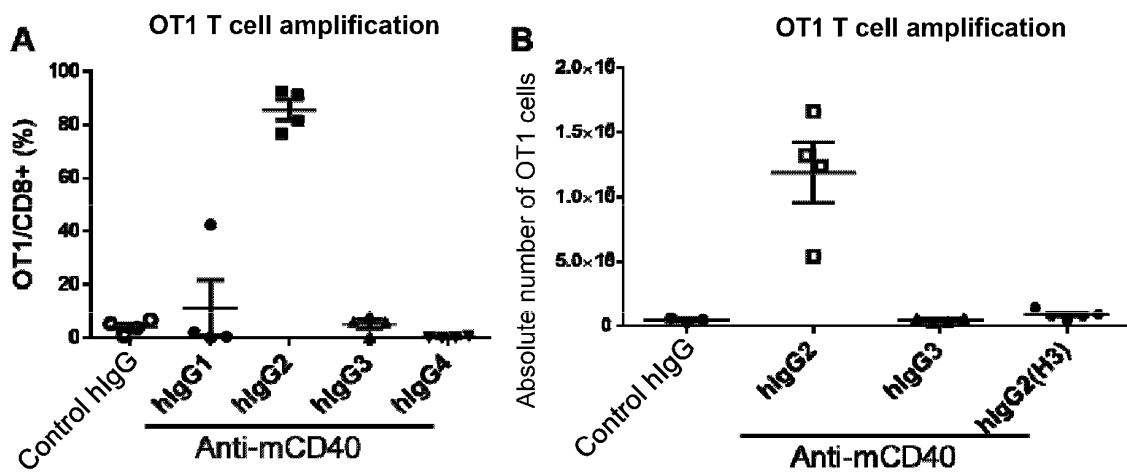 A
OT1 T cell amplification
OT1/CD8+ (%)
100
80
60
40
20
0
Control hIgG
hIgG1
hIgG2
hIgG3
hIgG4
Anti-mCD40
B
OT1 T cell amplification
Absolute number of OT1 cells
0
Control hIgG
hIgG2
hIgG3
hIgG2(H3)
Anti-mCD40